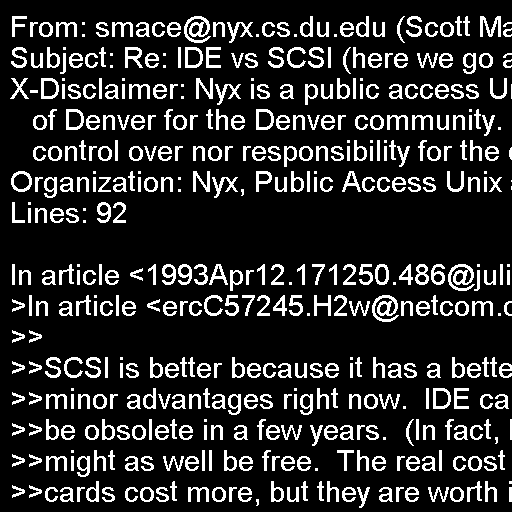 From: smace@nyx.cs.du.edu (Scott Ma
Subject: Re: IDE vs SCSI (here we go a
X-Disclaimer: Nyx is a public access Un
of Denver for the Denver community.
control over nor responsibility for the
Organization: Nyx, Public Access Unix
Lines: 92

In article <1993Apr12.171250.486@juli
>In article <ercC57245.H2w@netcom.c
>>
>>SCSI is better because it has a bette
>>minor advantages right now.  IDE ca
>>be obsolete in a few years.  (In fact,
>>might as well be free.  The real cost
>>cards cost more, but they are worth i